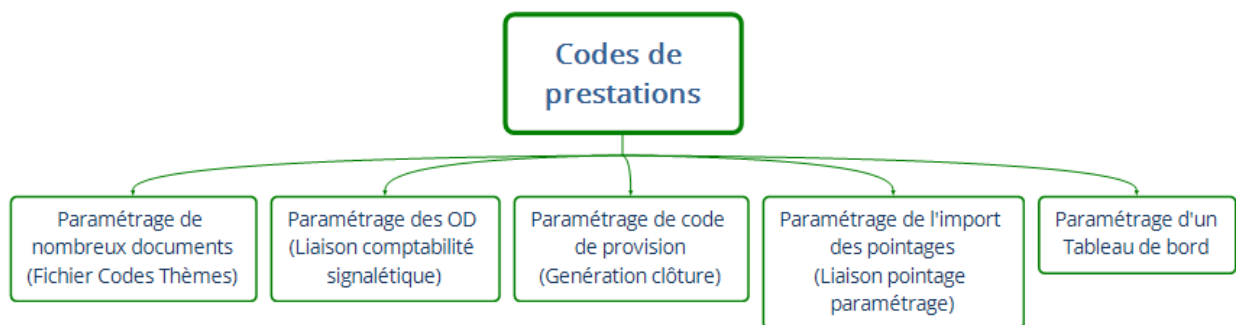 Codes de
prestations
Paramétrage de
nombreux documents
(Fichier Codes Thèmes)
Paramétrage des OD
(Liaison comptabilité
signalétique)
Paramétrage de code
de provision
(Genération clôture)
Paramétrage de l'import
des pointages
(Liaison pointage
paramétrage)
Paramétrage d'un
Tableau de bord